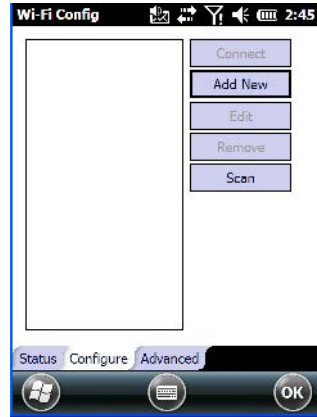 Wi-Fi Config 2:45
Connect
Add New
Edit
Remove
Scan
Status Configure Advanced
OK